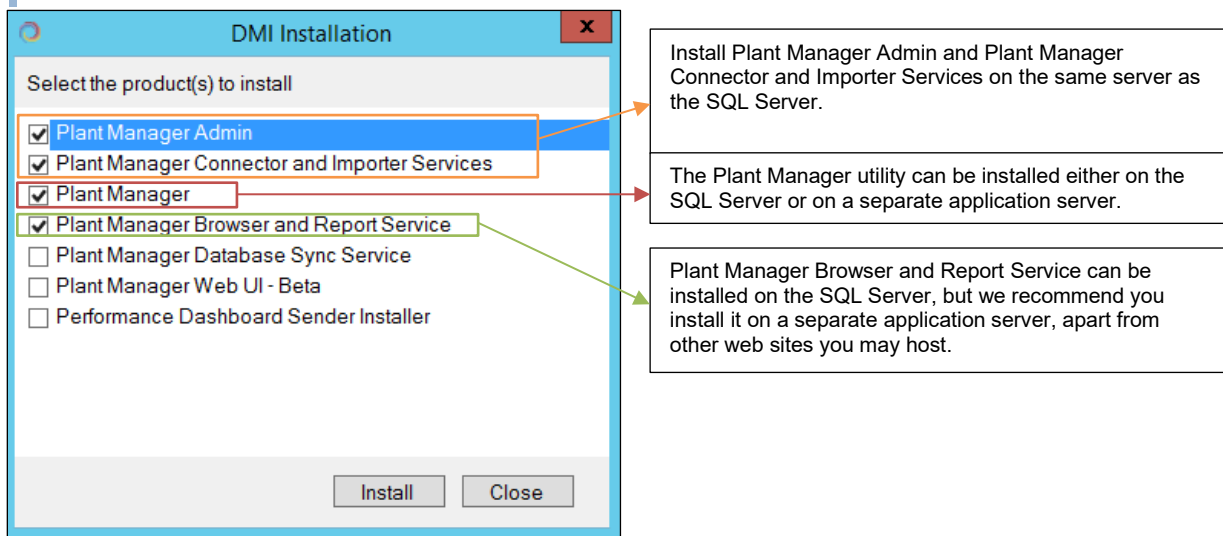 DMI Installation
x
Select the product(s) to install
Plant Manager Admin
Plant Manager Connector and Importer Services
Plant Manager
Plant Manager Browser and Report Service
Plant Manager Database Sync Service
Plant Manager Web UI - Beta
Performance Dashboard Sender Installer
Install
Close
Install Plant Manager Admin and Plant Manager
Connector and Importer Services on the same server as
the SQL Server.
The Plant Manager utility can be installed either on the
SQL Server or on a separate application server.
Plant Manager Browser and Report Service can be
installed on the SQL Server, but we recommend you
install it on a separate application server, apart from
other web sites you may host.